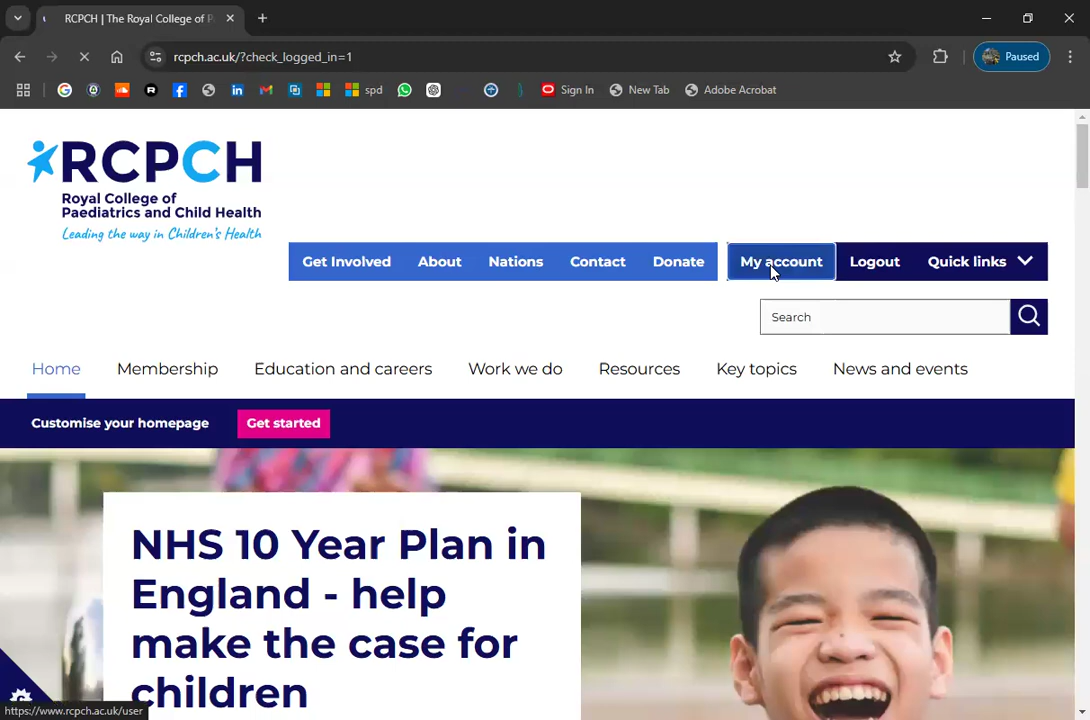 RCPCH | The Royal College of P
rcpch.ac.uk/?check_logged_in=1
Paused
spd
Sign In
New Tab
Adobe Acrobat
RCPCH
Royal College of
Paediatrics and Child Health
Leading the way in Children's Health
Get Involved About Nations Contact Donate My account Logout Quick links
Search
Home Membership Education and careers Work we do Resources Key topics News and events
Customise your homepage Get started
NHS 10 Year Plan in
England - help
make the case for
children
https://www.rcpch.ac.uk/user